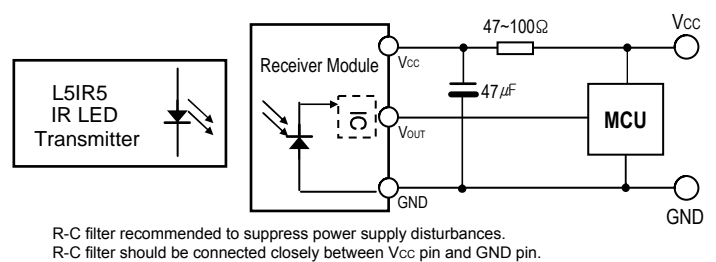 47~100Ω
Vcc
Receiver Module
Vcc
L5IR5
IR LED
Transmitter
47µF
IC
VOUT
MCU
GND
GND
R-C filter recommended to suppress power supply disturbances.
R-C filter should be connected closely between Vcc pin and GND pin.